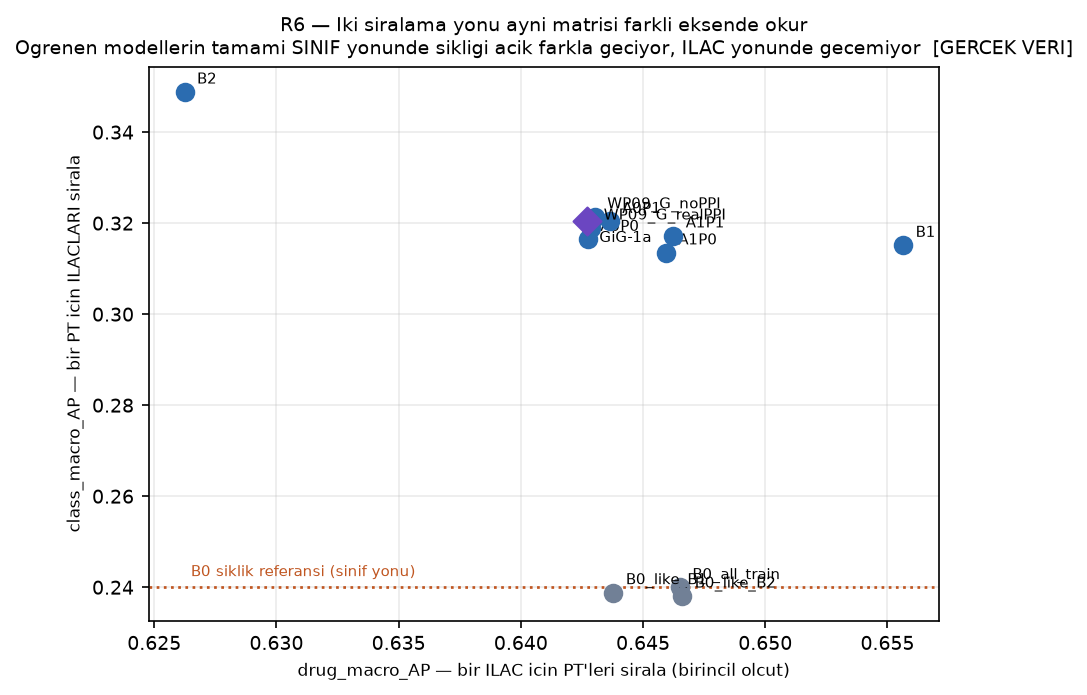 R6 — Iki siralama yonu ayni matrisi farkli eksende okur
Ogrenen modellerin tamami SINIF yonunde sikligi acik farkla geciyor, ILAC yonunde gecemiyor [GERCEK VERI]
B2
WP09_G_noPPI
WP09_G_realPPI
A1P1
GiG-1a
A1P0
B1
B0 siklik referansi (sinif yonu)
B0_all_train
B0_like_B2
0.34
0.32
0.30
0.28
0.26
0.24
class_macro_AP — bir PT icin ILACLARI sirala
0.625
0.630
0.635
0.640
0.645
0.650
0.655
drug_macro_AP — bir ILAC icin PT'leri sirala (birincil olcut)